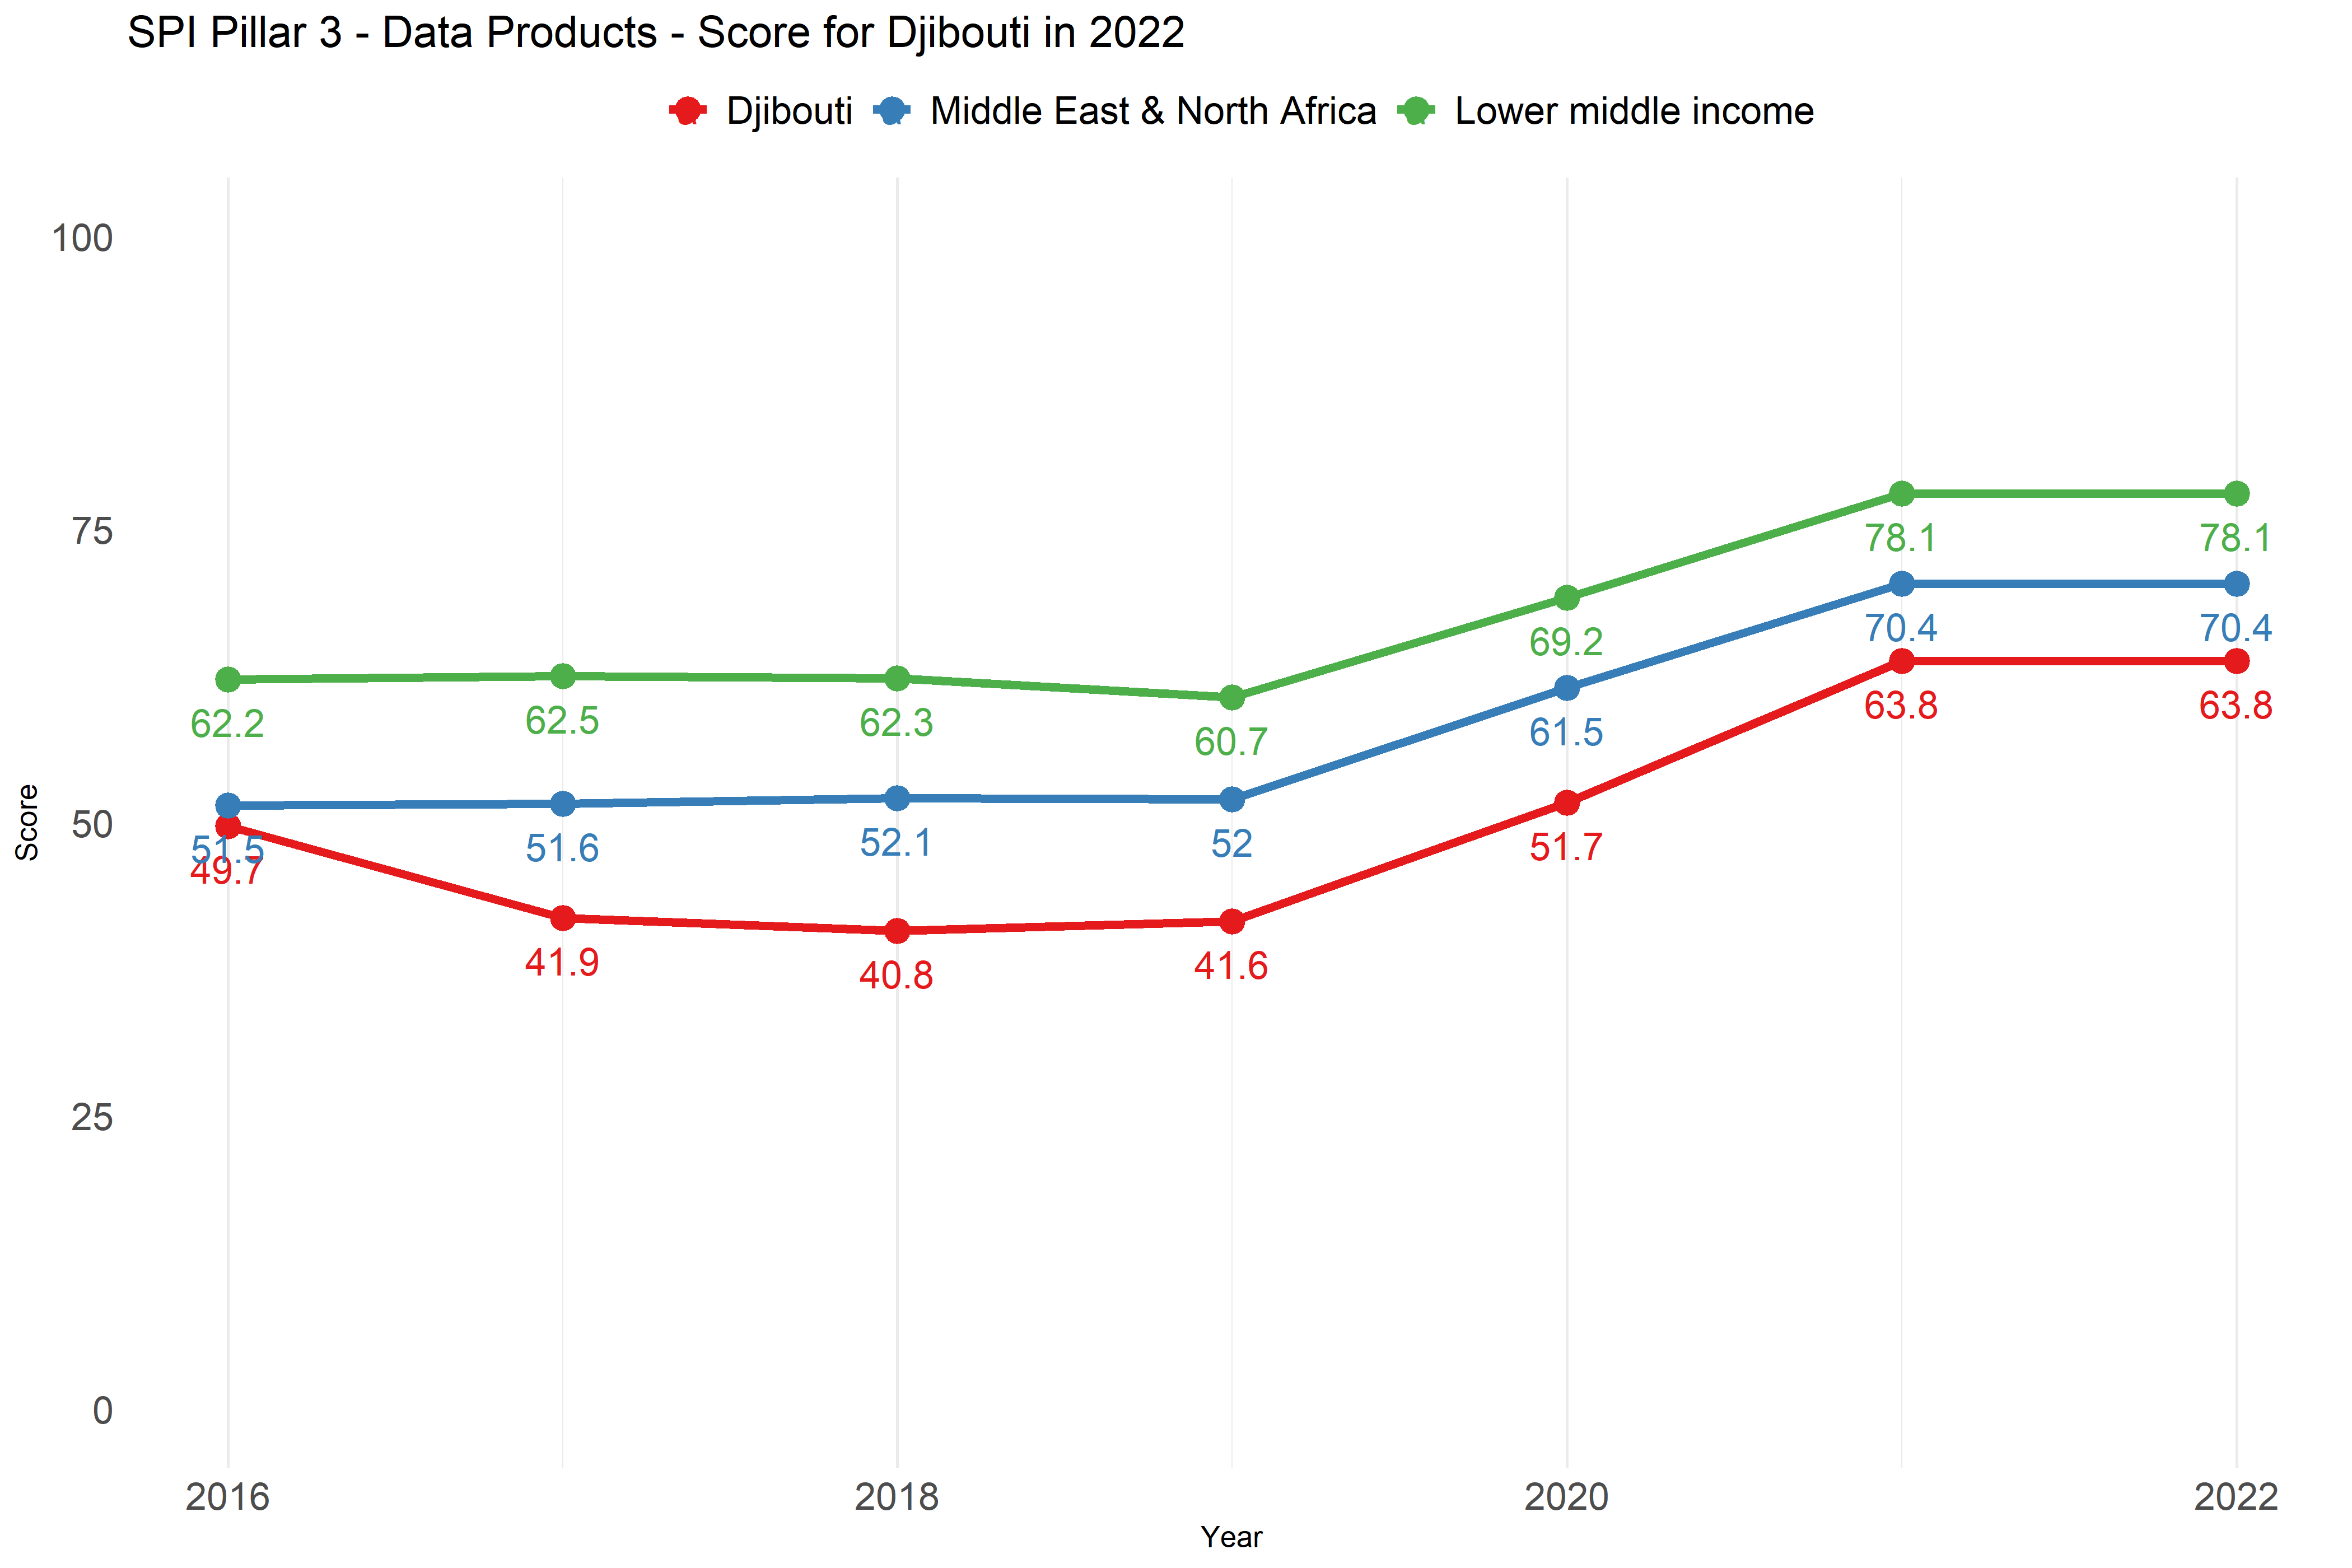 SPI Pillar 3 - Data Products - Score for Djibouti in 2022
Djibouti Middle East & North Africa Lower middle income
100
75
50
25
0
Score
62.2 62.5 62.3 60.7 69.2 78.1 78.1
51.5 51.6 52.1 52 61.5 70.4 70.4
49.7 41.9 40.8 41.6 51.7 63.8 63.8
2016 2018 2020 2022
Year